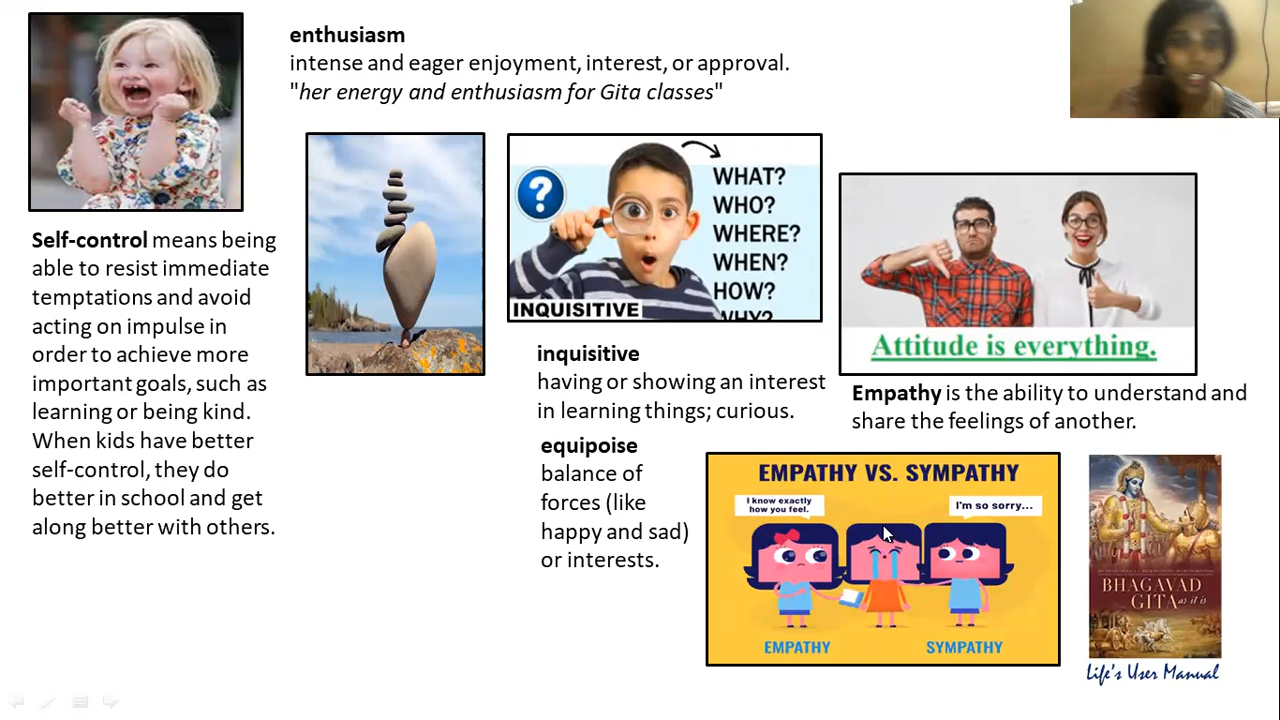 enthusiasm
intense and eager enjoyment, interest, or approval.
"her energy and enthusiasm for Gita classes"
Self-control means being
able to resist immediate
temptations and avoid
acting on impulse in
order to achieve more
important goals, such as
learning or being kind.
When kids have better
self-control, they do
better in school and get
along better with others.
?
WHAT?
WHO?
WHERE?
WHEN?
HOW?
WHY?
INQUISITIVE
inquisitive
having or showing an interest
in learning things; curious.
equipoise
balance of
forces (like
happy and sad)
or interests.
Attitude is everything.
Empathy is the ability to understand and
share the feelings of another.
EMPATHY VS. SYMPATHY
I know exactly
how you feel.
I'm so sorry...
EMPATHY
SYMPATHY
BHAGAVAD
GITA as it is
Life's User Manual